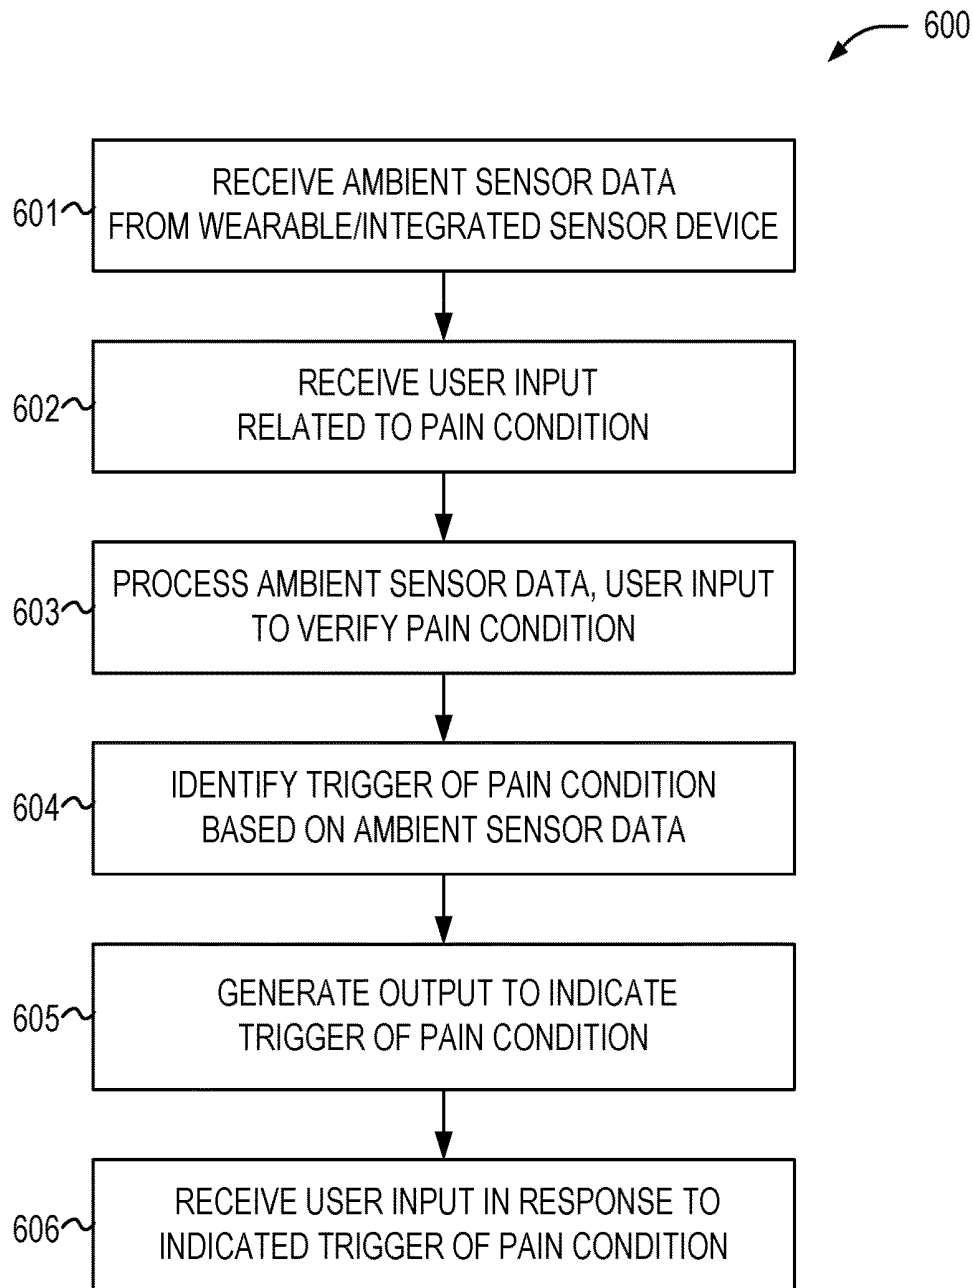 600
601
RECEIVE AMBIENT SENSOR DATA
FROM WEARABLE/INTEGRATED SENSOR DEVICE
602
RECEIVE USER INPUT
RELATED TO PAIN CONDITION
603
PROCESS AMBIENT SENSOR DATA, USER INPUT
TO VERIFY PAIN CONDITION
604
IDENTIFY TRIGGER OF PAIN CONDITION
BASED ON AMBIENT SENSOR DATA
605
GENERATE OUTPUT TO INDICATE
TRIGGER OF PAIN CONDITION
606
RECEIVE USER INPUT IN RESPONSE TO
INDICATED TRIGGER OF PAIN CONDITION